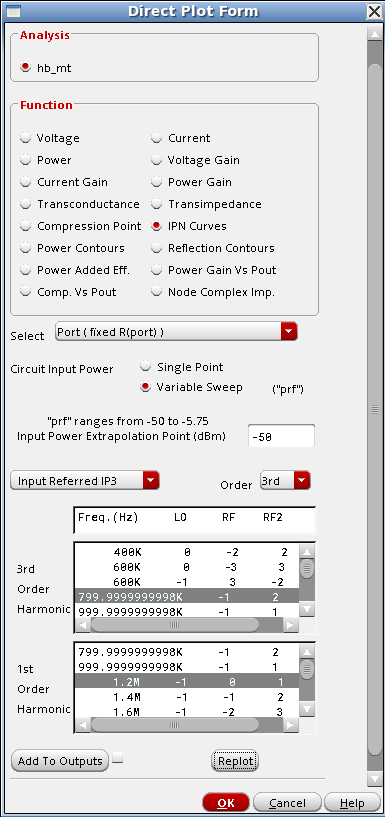 Direct Plot Form
Analysis
hb_mt
Function
Voltage Current
Power Voltage Gain
Current Gain Power Gain
Transconductance Transimpedance
Compression Point IPN Curves
Power Contours Reflection Contours
Power Added Eff. Power Gain Vs Pout
Comp. Vs Pout Node Complex Imp.
Select Port ( fixed R(port) )
Circuit Input Power Single Point
Variable Sweep ("prf")
"prf" ranges from -50 to -5.75
Input Power Extrapolation Point (dBm) -50
Input Referred IP3 Order 3rd
Freq.(Hz) LO RF RF2
3rd Order Harmonic
400K 0 -2 2
600K 0 -3 3
600K -1 3 -2
799.9999999998K -1 2
999.9999999998K -1 1
1st Order Harmonic
799.9999999998K -1 2
999.9999999998K -1 1
1.2M -1 0 1
1.4M -1 -1 2
1.6M -1 -2 3
Add To Outputs Replot
OK Cancel Help